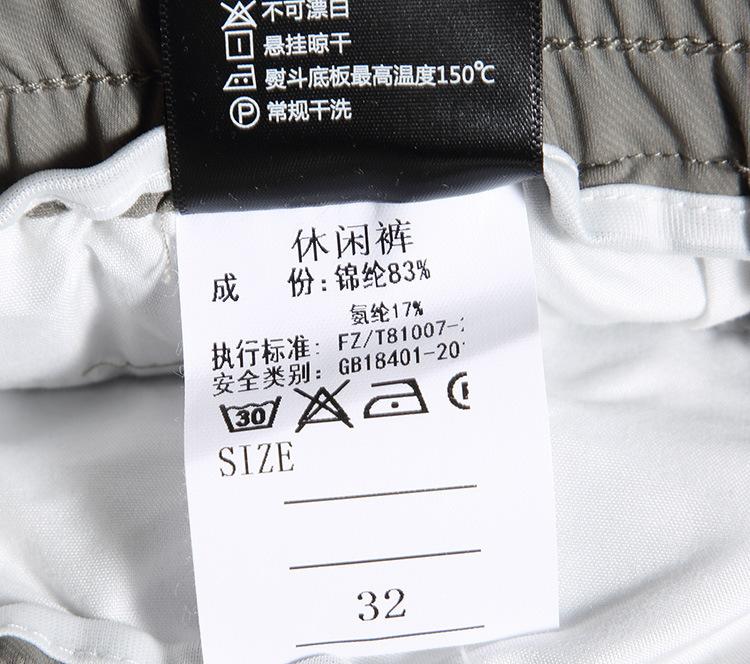 不可漂白
悬挂晾干
熨斗底板最高温度150℃
常规干洗
休闲裤
成 份:锦纶83%
氨纶17%
执行标准: FZ/T81007-
安全类别: GB18401-20
30
SIZE
32